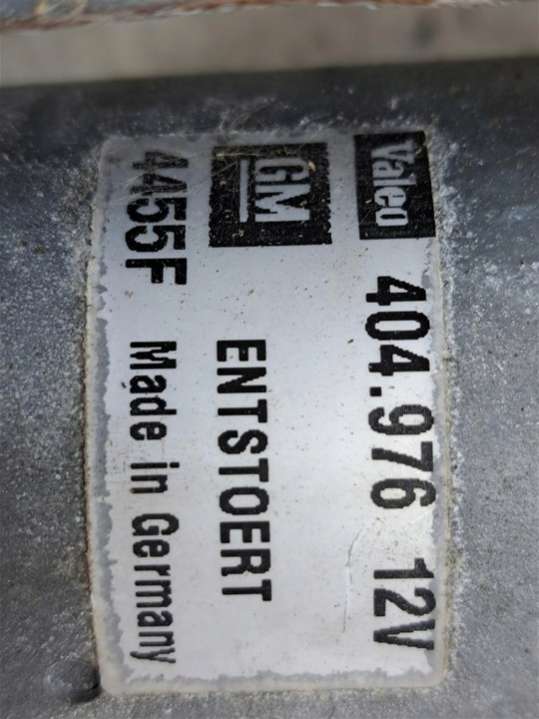 Valeo 404.976 12V
GM ENTSTOERT
4455F Made in Germany